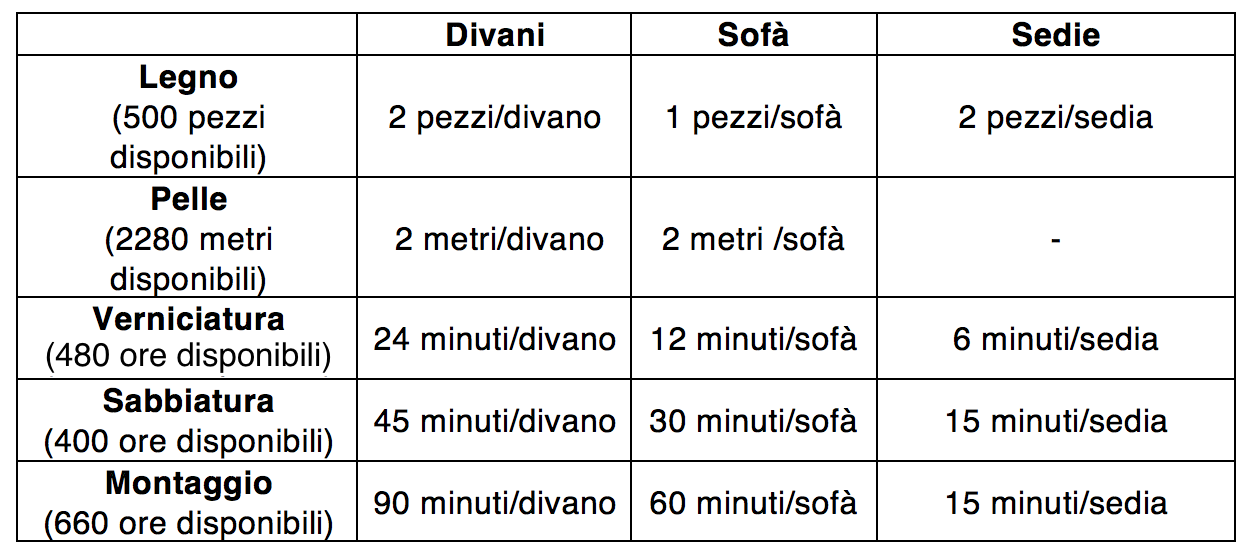 Divani Sofà Sedie
Legno
(500 pezzi
disponibili)
2 pezzi/divano 1 pezzi/sofà 2 pezzi/sedia
Pelle
(2280 metri
disponibili)
2 metri/divano 2 metri /sofà -
Verniciatura
(480 ore disponibili)
24 minuti/divano 12 minuti/sofà 6 minuti/sedia
Sabbiatura
(400 ore disponibili)
45 minuti/divano 30 minuti/sofà 15 minuti/sedia
Montaggio
(660 ore disponibili)
90 minuti/divano 60 minuti/sofà 15 minuti/sedia